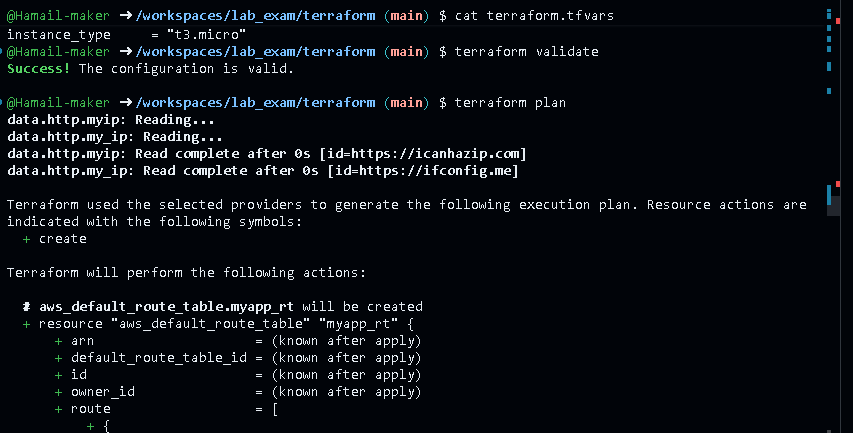 @Hamail-maker ➜/workspaces/lab_exam/terraform (main) $ cat terraform.tfvars
instance_type     = "t3.micro"
@Hamail-maker ➜/workspaces/lab_exam/terraform (main) $ terraform validate
Success! The configuration is valid.
@Hamail-maker ➜/workspaces/lab_exam/terraform (main) $ terraform plan
data.http.myip: Reading...
data.http.my_ip: Reading...
data.http.myip: Read complete after 0s [id=https://icanhazip.com]
data.http.my_ip: Read complete after 0s [id=https://ifconfig.me]
Terraform used the selected providers to generate the following execution plan. Resource actions are
indicated with the following symbols:
  + create
Terraform will perform the following actions:
  # aws_default_route_table.myapp_rt will be created
  + resource "aws_default_route_table" "myapp_rt" {
      + arn                    = (known after apply)
      + default_route_table_id = (known after apply)
      + id                     = (known after apply)
      + owner_id               = (known after apply)
      + route                  = [
          + {